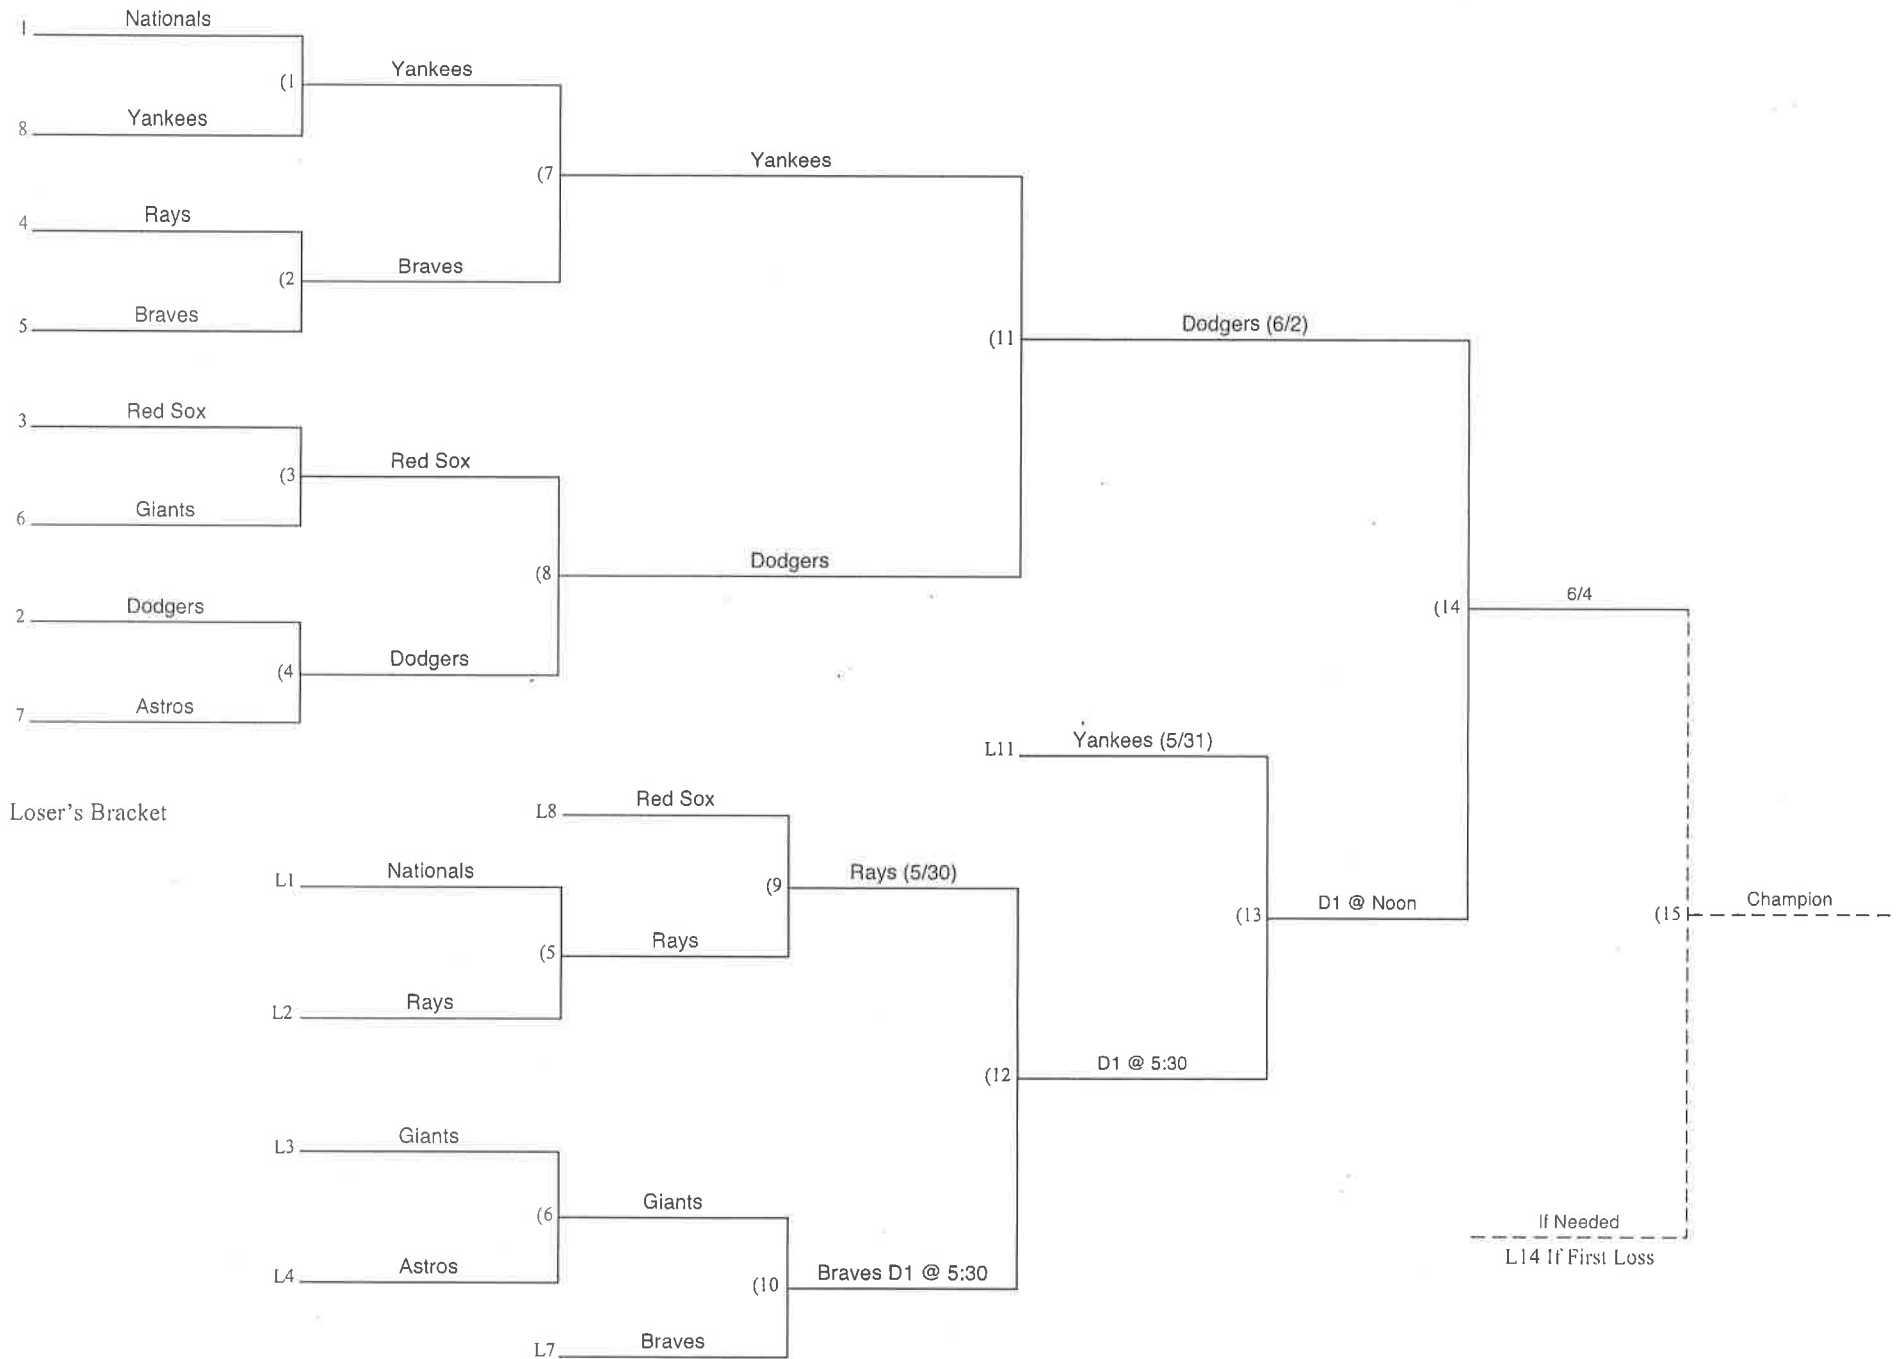 Nationals
1
(1
Yankees
Yankees
8
(7
Yankees
Rays
4
(2
Braves
Braves
5
(11
Dodgers (6/2)
Red Sox
3
(3
Red Sox
Giants
6
(8
Dodgers
Dodgers
2
(4
Dodgers
Astros
7
(14
6/4
L11
Yankees (5/31)
Loser's Bracket
L8
Red Sox
L1
Nationals
(9
Rays (5/30)
(5
Rays
L2
Rays
(13
D1 @ Noon
(15
Champion
(12
D1 @ 5:30
L3
Giants
(6
Giants
L4
Astros
(10
Braves D1 @ 5:30
L7
Braves
If Needed
L14 If First Loss